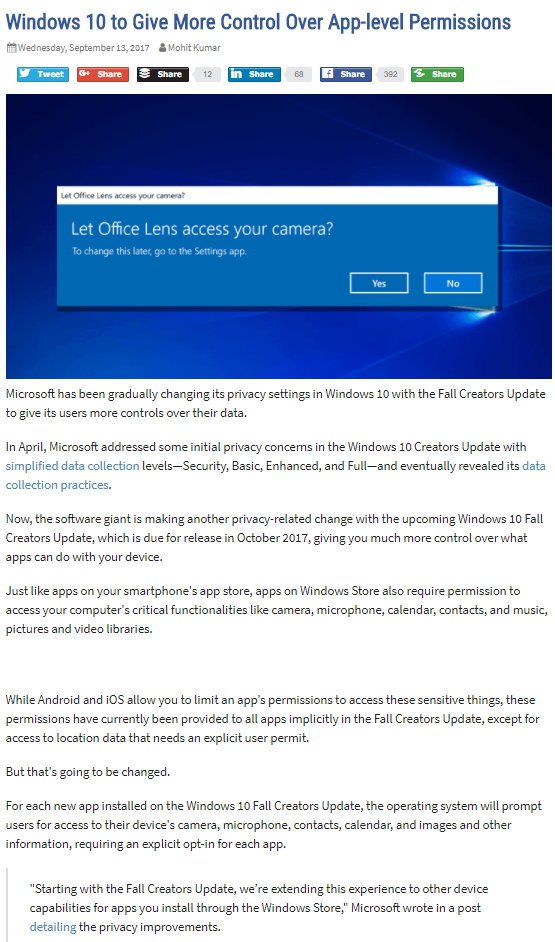 Windows 10 to Give More Control Over App-level Permissions
Wednesday, September 13, 2017 Mohit Kumar
Tweet G+ Share Share 12 in Share 68 f Share 392 Share
Let Office Lens access your camera?
Let Office Lens access your camera?
To change this later, go to the Settings app.
Yes No
Microsoft has been gradually changing its privacy settings in Windows 10 with the Fall Creators Update
to give its users more controls over their data.
In April, Microsoft addressed some initial privacy concerns in the Windows 10 Creators Update with
simplified data collection levels—Security, Basic, Enhanced, and Full—and eventually revealed its data
collection practices.
Now, the software giant is making another privacy-related change with the upcoming Windows 10 Fall
Creators Update, which is due for release in October 2017, giving you much more control over what
apps can do with your device.
Just like apps on your smartphone's app store, apps on Windows Store also require permission to
access your computer's critical functionalities like camera, microphone, calendar, contacts, and music,
pictures and video libraries.
While Android and iOS allow you to limit an app's permissions to access these sensitive things, these
permissions have currently been provided to all apps implicitly in the Fall Creators Update, except for
access to location data that needs an explicit user permit.
But that's going to be changed.
For each new app installed on the Windows 10 Fall Creators Update, the operating system will prompt
users for access to their device's camera, microphone, contacts, calendar, and images and other
information, requiring an explicit opt-in for each app.
"Starting with the Fall Creators Update, we're extending this experience to other device
capabilities for apps you install through the Windows Store," Microsoft wrote in a post
detailing the privacy improvements.